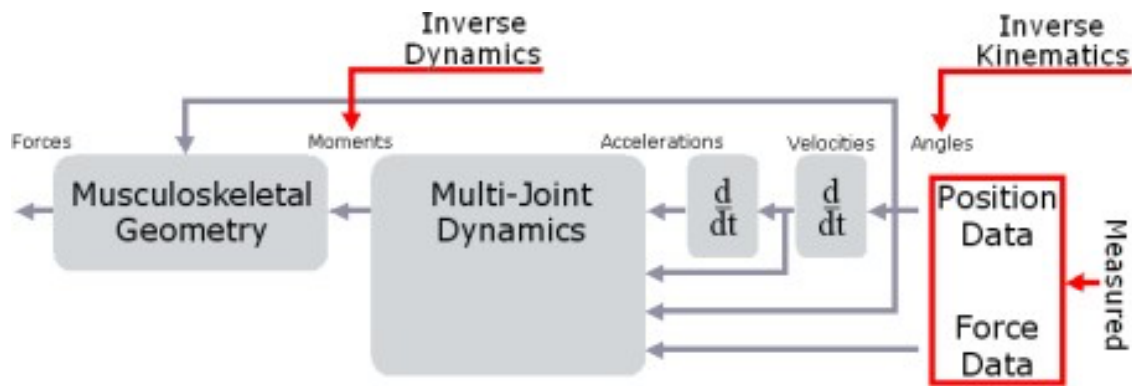 Inverse
Dynamics
Inverse
Kinematics
Forces
Moments
Accelerations
Velocities
Angles
Musculoskeletal
Geometry
Multi-Joint
Dynamics
d
dt
d
dt
Position
Data
Force
Data
Measured